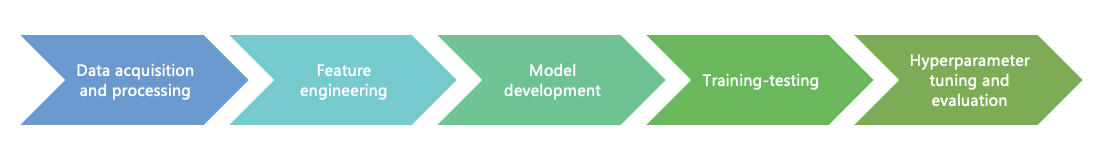 Data acquisition
and processing
Feature
engineering
Model
development
Training-testing
Hyperparameter
tuning and
evaluation